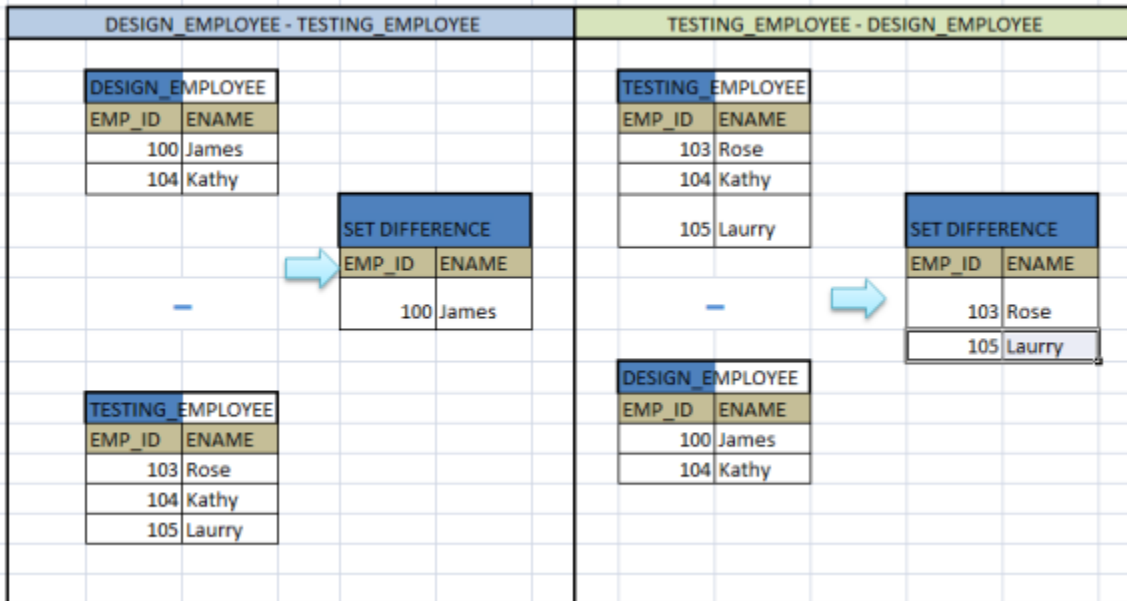 DESIGN_EMPLOYEE - TESTING_EMPLOYEE
DESIGN_EMPLOYEE
EMP_ID ENAME
100 James
104 Kathy
SET DIFFERENCE
EMP_ID ENAME
100 James
–
TESTING_EMPLOYEE
EMP_ID ENAME
103 Rose
104 Kathy
105 Laurry
TESTING_EMPLOYEE - DESIGN_EMPLOYEE
TESTING_EMPLOYEE
EMP_ID ENAME
103 Rose
104 Kathy
105 Laurry
SET DIFFERENCE
EMP_ID ENAME
103 Rose
105 Laurry
–
DESIGN_EMPLOYEE
EMP_ID ENAME
100 James
104 Kathy